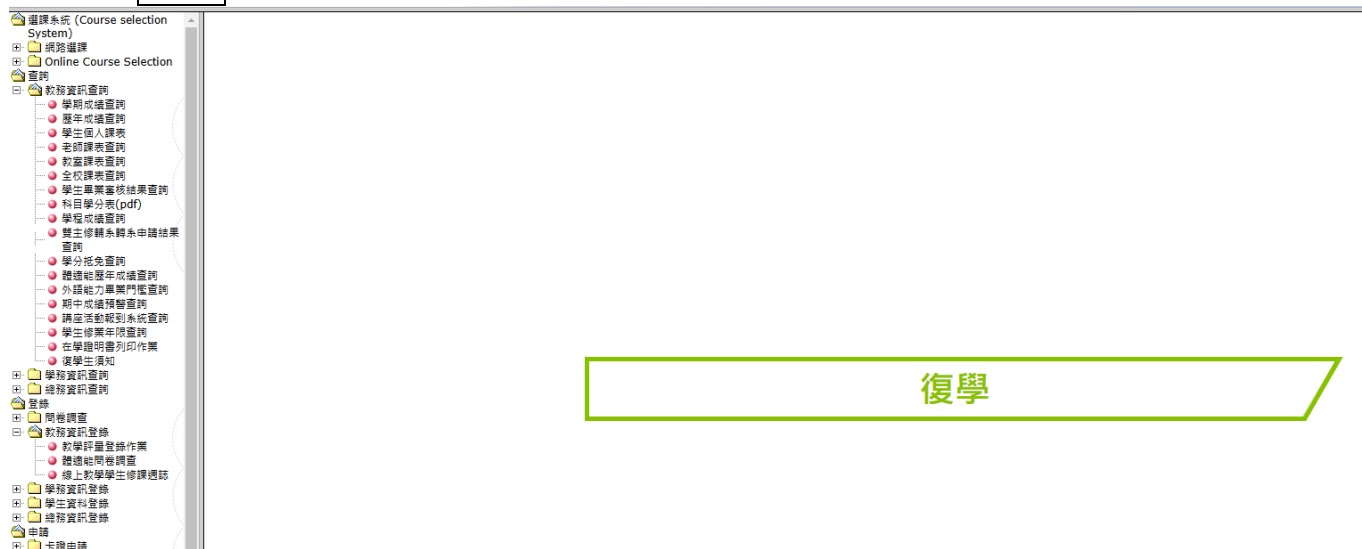 選課系統 (Course selection
System)
網路選課
Online Course Selection
查詢
教務資訊查詢
學期成績查詢
歷年成績查詢
學生個人課表
老師課表查詢
教室課表查詢
全校課表查詢
學生畢業審核結果查詢
科目學分表(pdf)
學程成績查詢
雙主修輔系轉系申請結果
查詢
學分抵免查詢
體適能歷年成績查詢
外語能力畢業門檻查詢
期中成績預警查詢
講座活動報到系統查詢
學生修業年限查詢
在學證明書列印作業
復學生須知
學務資訊查詢
總務資訊查詢
登錄
問卷調查
教務資訊登錄
教學評量登錄作業
體適能問卷調查
線上教學學生修課週誌
學務資訊登錄
學生資料登錄
總務資訊登錄
申請
卡證申請
復學